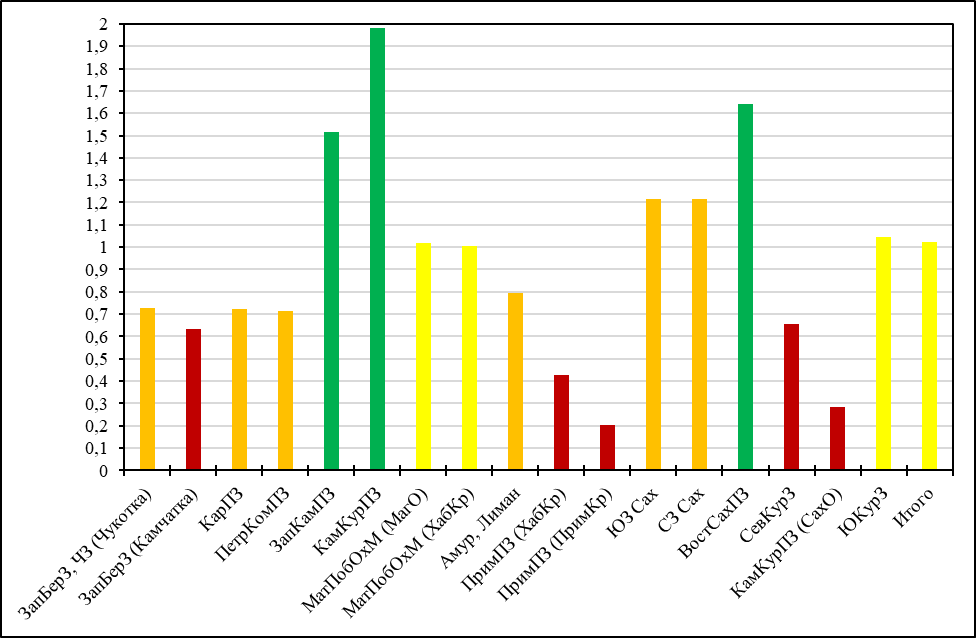 2
1,9
1,8
1,7
1,6
1,5
1,4
1,3
1,2
1,1
1
0,9
0,8
0,7
0,6
0,5
0,4
0,3
0,2
0,1
0
ЗапБерЗ, ЧЗ (Чукотка)
ЗапБерЗ (Камчатка)
КарПЗ
ПетрКомПЗ
ЗапКамПЗ
КамКурПЗ
МатПобОхМ (МагО)
МатПобОхМ (ХабКр)
Амур, Лиман
ПримПЗ (ХабКр)
ПримПЗ (ПримКр)
ЮЗ Сах
СЗ Сах
ВостСахПЗ
СевКурЗ
КамКурПЗ (СахО)
ЮКурЗ
Итого